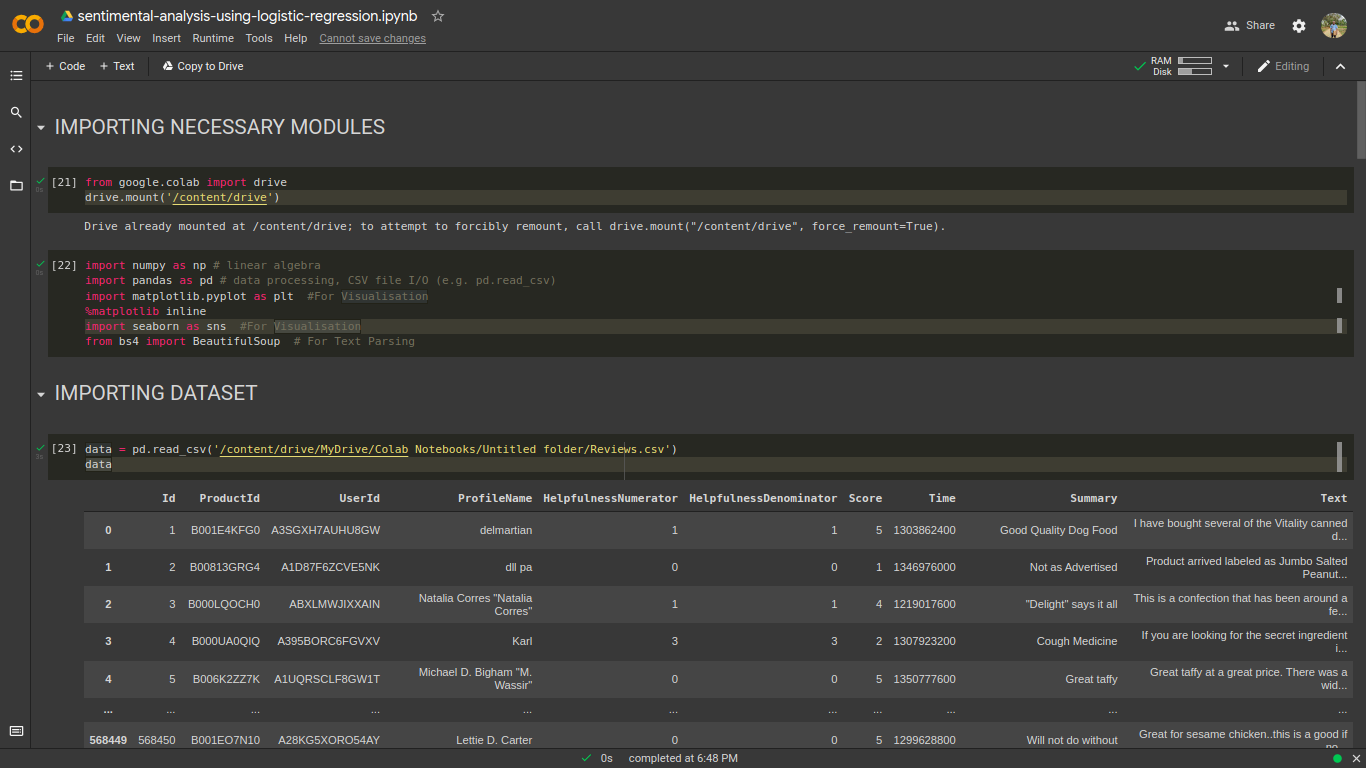 sentimental-analysis-using-logistic-regression.ipynb
File Edit View Insert Runtime Tools Help Cannot save changes
Share
+ Code + Text Copy to Drive
RAM
Disk
Editing
IMPORTING NECESSARY MODULES
[21] from google.colab import drive
0s
drive.mount('/content/drive')
Drive already mounted at /content/drive; to attempt to forcibly remount, call drive.mount("/content/drive", force_remount=True).
[22] import numpy as np # linear algebra
0s
import pandas as pd # data processing, CSV file I/O (e.g. pd.read_csv)
import matplotlib.pyplot as plt  #For Visualisation
%matplotlib inline
import seaborn as sns  #For Visualisation
from bs4 import BeautifulSoup  # For Text Parsing
IMPORTING DATASET
[23] data = pd.read_csv('/content/drive/MyDrive/Colab Notebooks/Untitled folder/Reviews.csv')
data
Id ProductId UserId ProfileName HelpfulnessNumerator HelpfulnessDenominator Score Time Summary Text
0 1 B001E4KFG0 A3SGXH7AUHU8GW delmartian 1 1 5 1303862400 Good Quality Dog Food I have bought several of the Vitality canned d...
1 2 B00813GRG4 A1D87F6ZCVE5NK dll pa 0 0 1 1346976000 Not as Advertised Product arrived labeled as Jumbo Salted Peanut...
2 3 B000LQOCH0 ABXLMWJIXXAIN Natalia Corres "Natalia Corres" 1 1 4 1219017600 "Delight" says it all This is a confection that has been around a fe...
3 4 B000UA0QIQ A395BORC6FGVXV Karl 3 3 2 1307923200 Cough Medicine If you are looking for the secret ingredient i...
4 5 B006K2ZZ7K A1UQRSCLF8GW1T Michael D. Bigham "M. Wassir" 0 0 5 1350777600 Great taffy Great taffy at a great price. There was a wid...
... ... ... ... ... ... ... ... ... ... ...
568449 568450 B001EO7N10 A28KG5XORO54AY Lettie D. Carter 0 0 5 1299628800 Will not do without Great for sesame chicken..this is a good if
0s completed at 6:48 PM